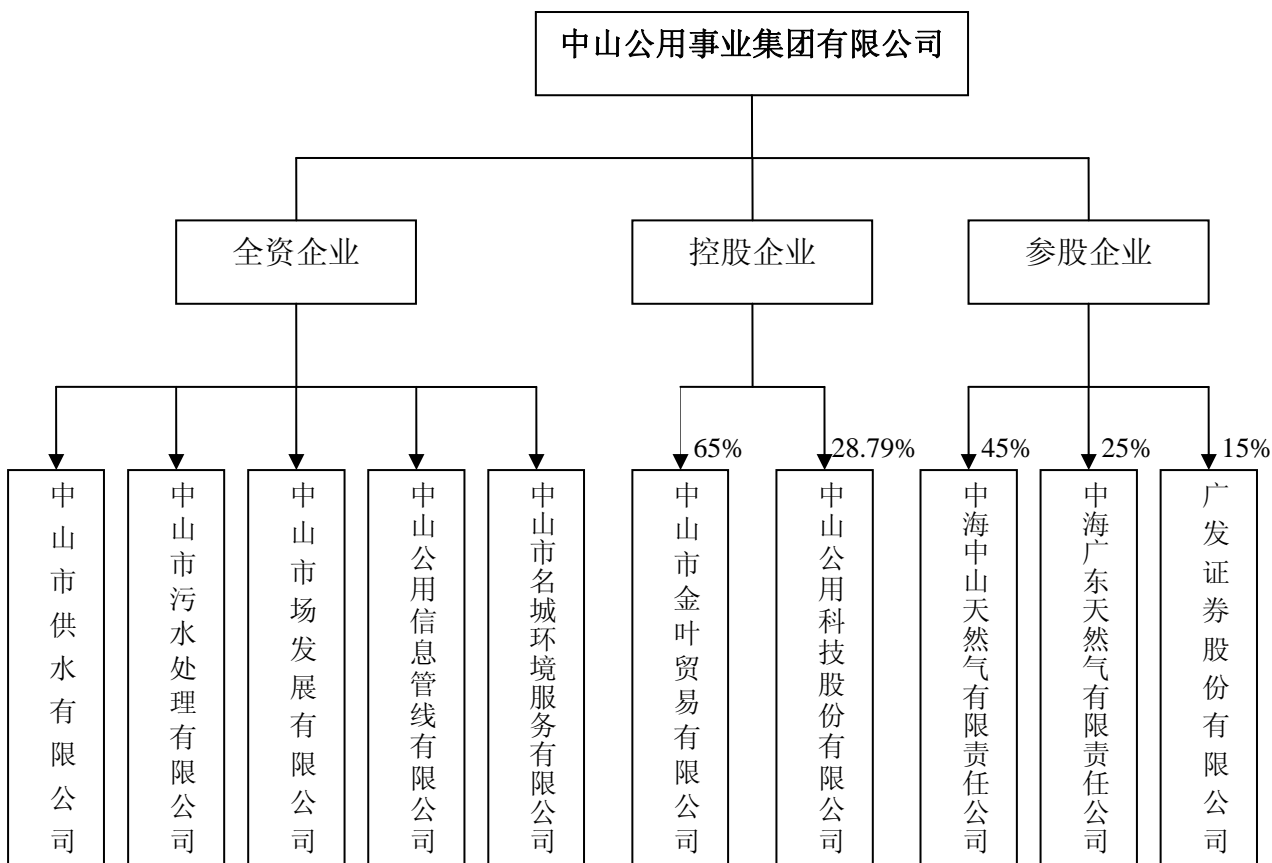 中山公用事业集团有限公司
全资企业
控股企业
参股企业
65%
28.79%
45%
25%
15%
中山市供水有限公司
中山市污水处理有限公司
中山市场发展有限公司
中山公用信息管线有限公司
中山市名城环境服务有限公司
中山市金叶贸易有限公司
中山公用科技股份有限公司
中海中山天然气有限责任公司
中海广东天然气有限责任公司
广发证券股份有限公司